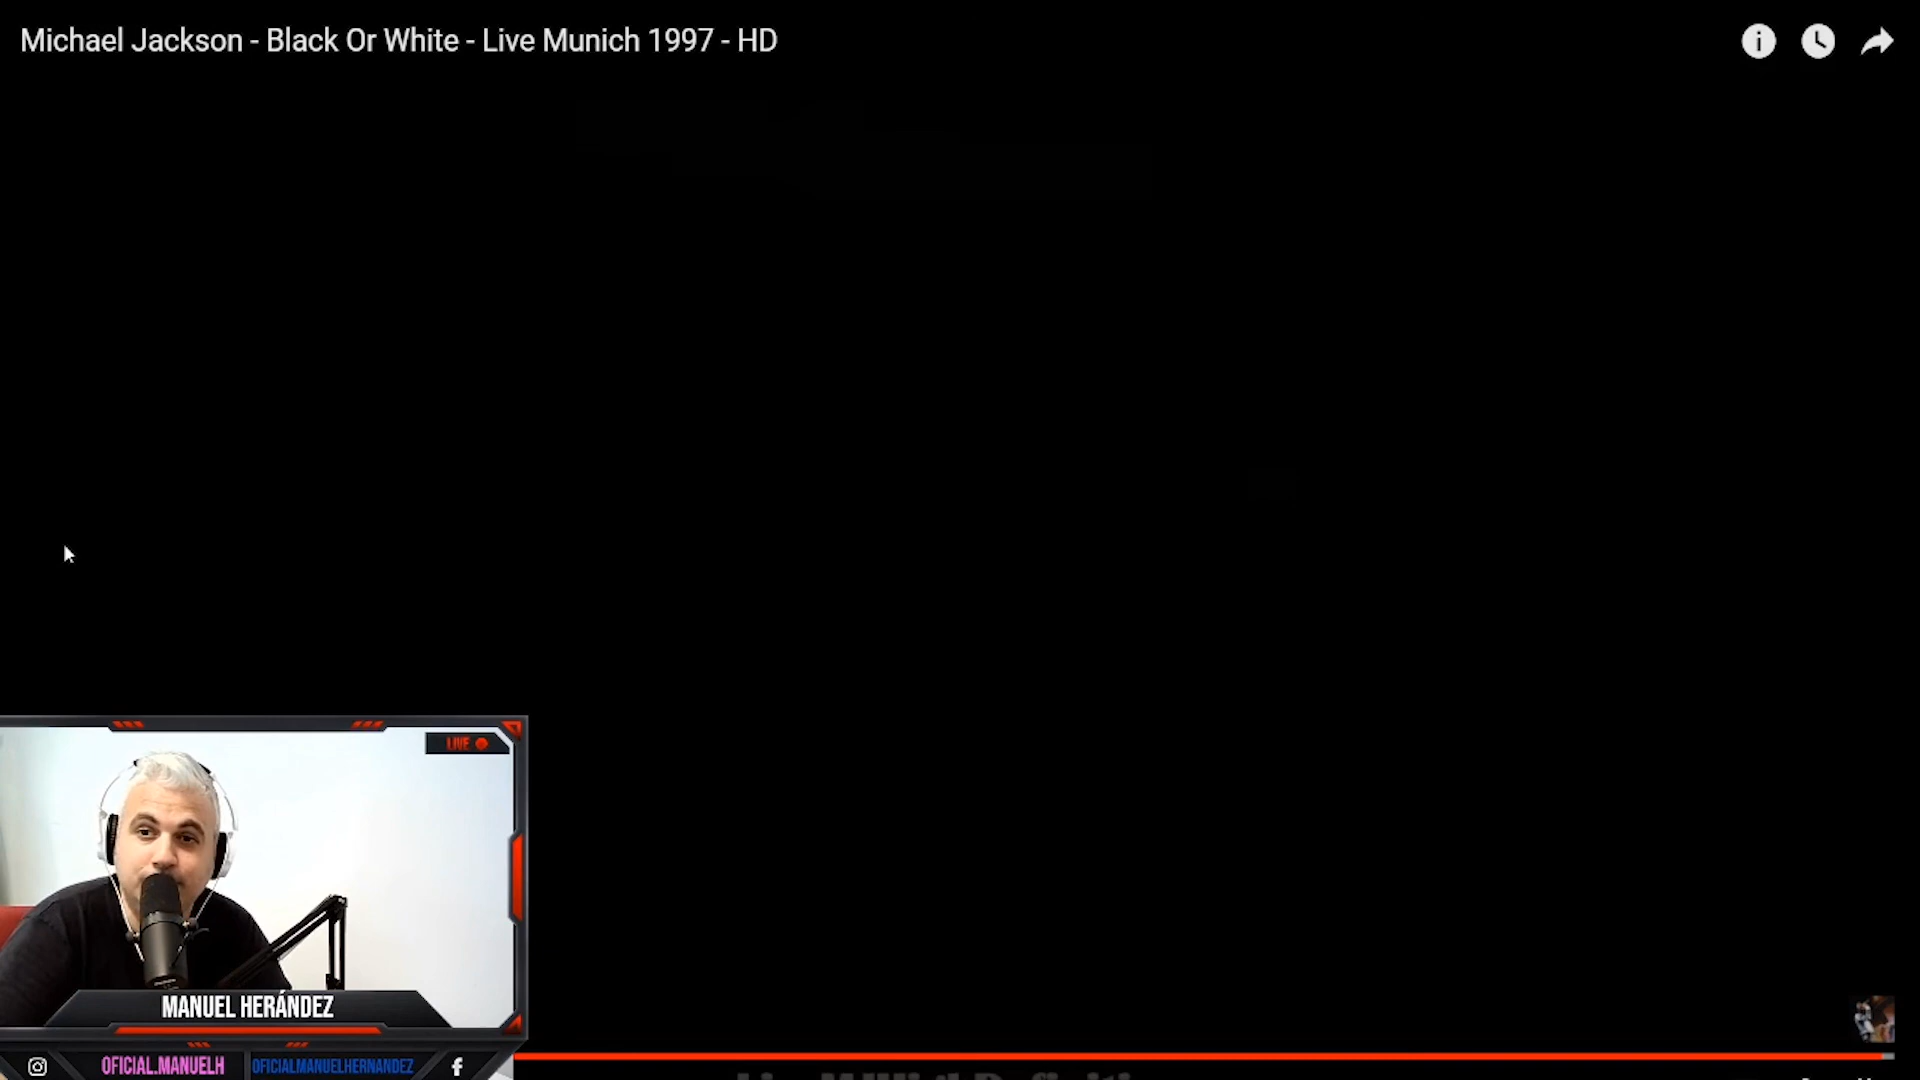 Michael Jackson - Black Or White - Live Munich 1997 - HD
LIVE
MANUEL HERÁNDEZ
OFICIAL.MANUELH
OFICIALMANUELHERNANDEZ